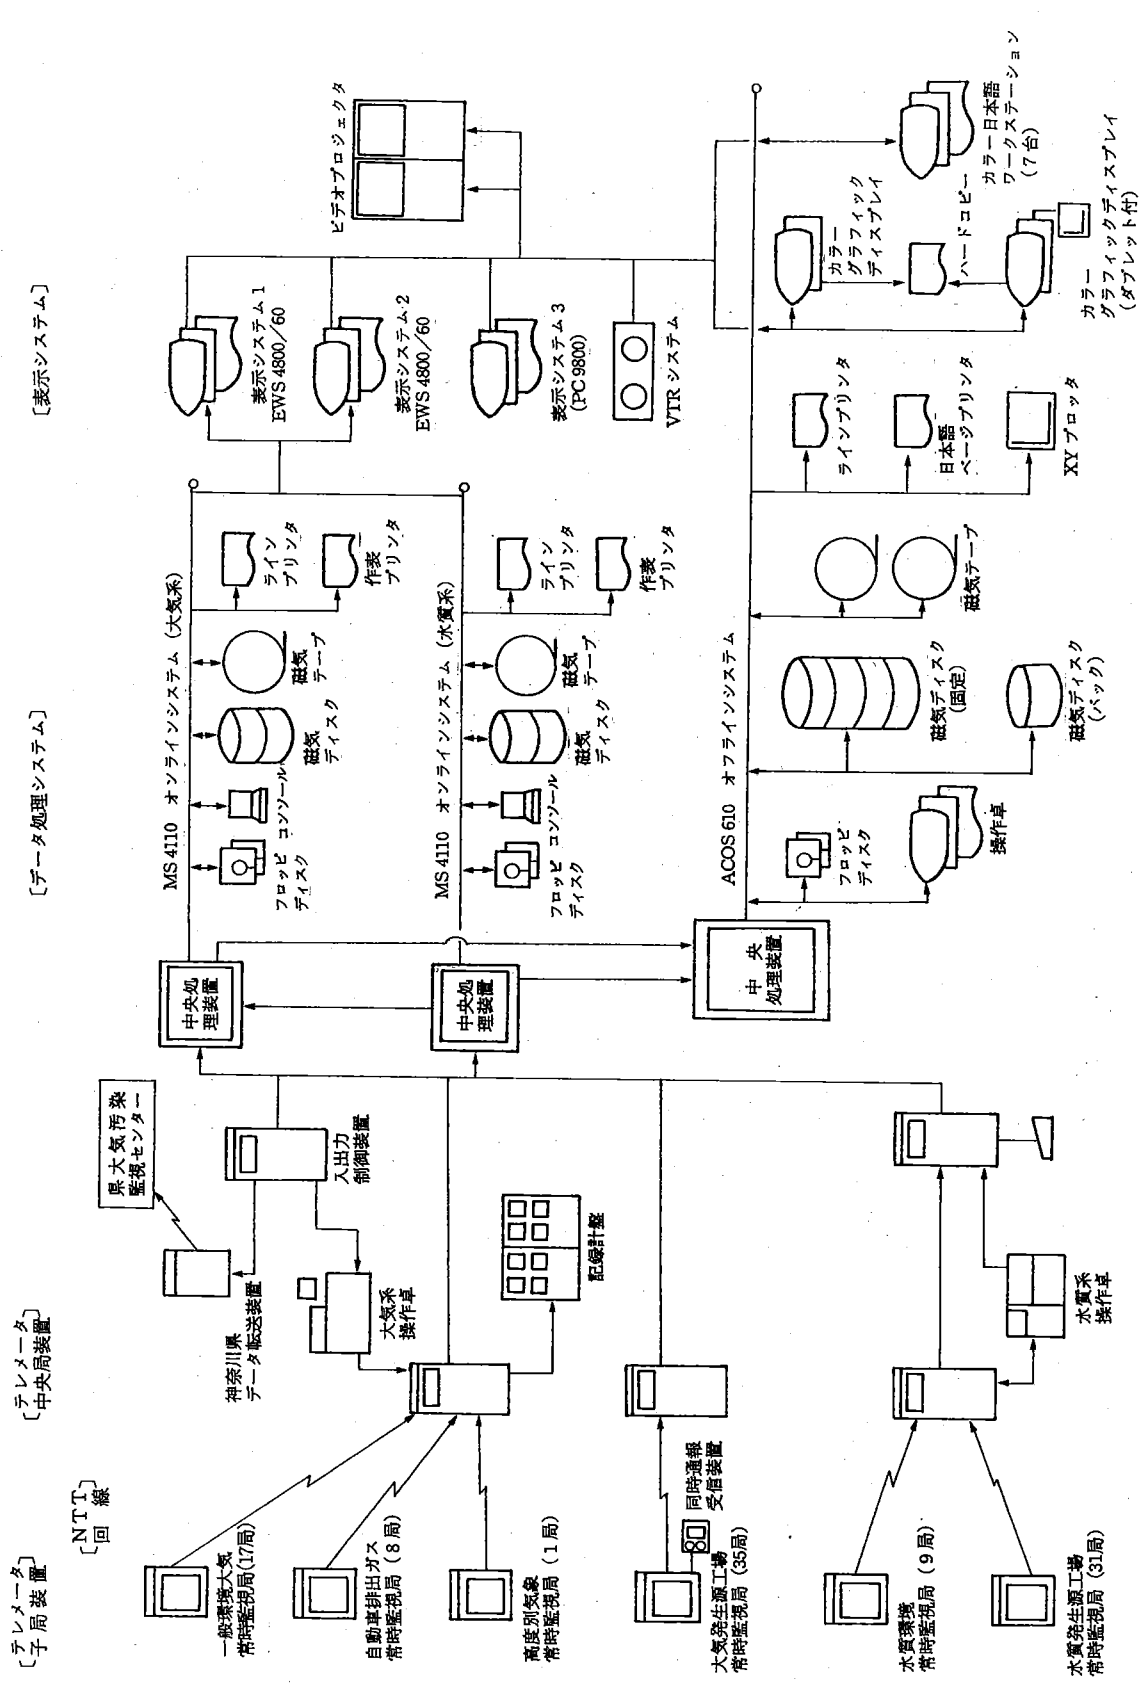 〔テレメータ
子局装置〕
〔NTT
回線〕
〔テレメータ
中央局装置〕
〔データ処理システム〕
〔表示システム〕
一般環境大気
常時監視局(17局)
自動車排出ガス
常時監視局(8局)
高度別気象
常時監視局(1局)
同時通報
受信装置
大気発生源工場
常時監視局(35局)
水質環境
常時監視局(9局)
水質発生源工場
常時監視局(31局)
県大気汚染
監視センター
神奈川県
データ転送装置
入出力
制御装置
大気系
操作卓
記録計盤
水質系
操作卓
中央処
理装置
中央処
理装置
中央
処理装置
MS4110 オンラインシステム(大気系)
フロッピ
ディスク
コンソール
磁気
ディスク
磁気
テープ
ライン
プリンタ
作表
プリンタ
MS4110 オンラインシステム(水質系)
フロッピ
ディスク
コンソール
磁気
ディスク
磁気
テープ
ライン
プリンタ
作表
プリンタ
ACOS610 オフラインシステム
フロッピ
ディスク
操作卓
磁気ディスク
(固定)
磁気ディスク
(パック)
磁気テープ
ラインプリンタ
日本語
ページプリンタ
XYプロッタ
表示システム1
EWS4800/60
表示システム2
EWS4800/60
表示システム3
(PC9800)
VTRシステム
ビデオプロジェクタ
カラー
グラフィック
ディスプレイ
ハードコピー
カラー
グラフィックディスプレイ
(タブレット付)
カラー日本語
ワークステーション
(7台)